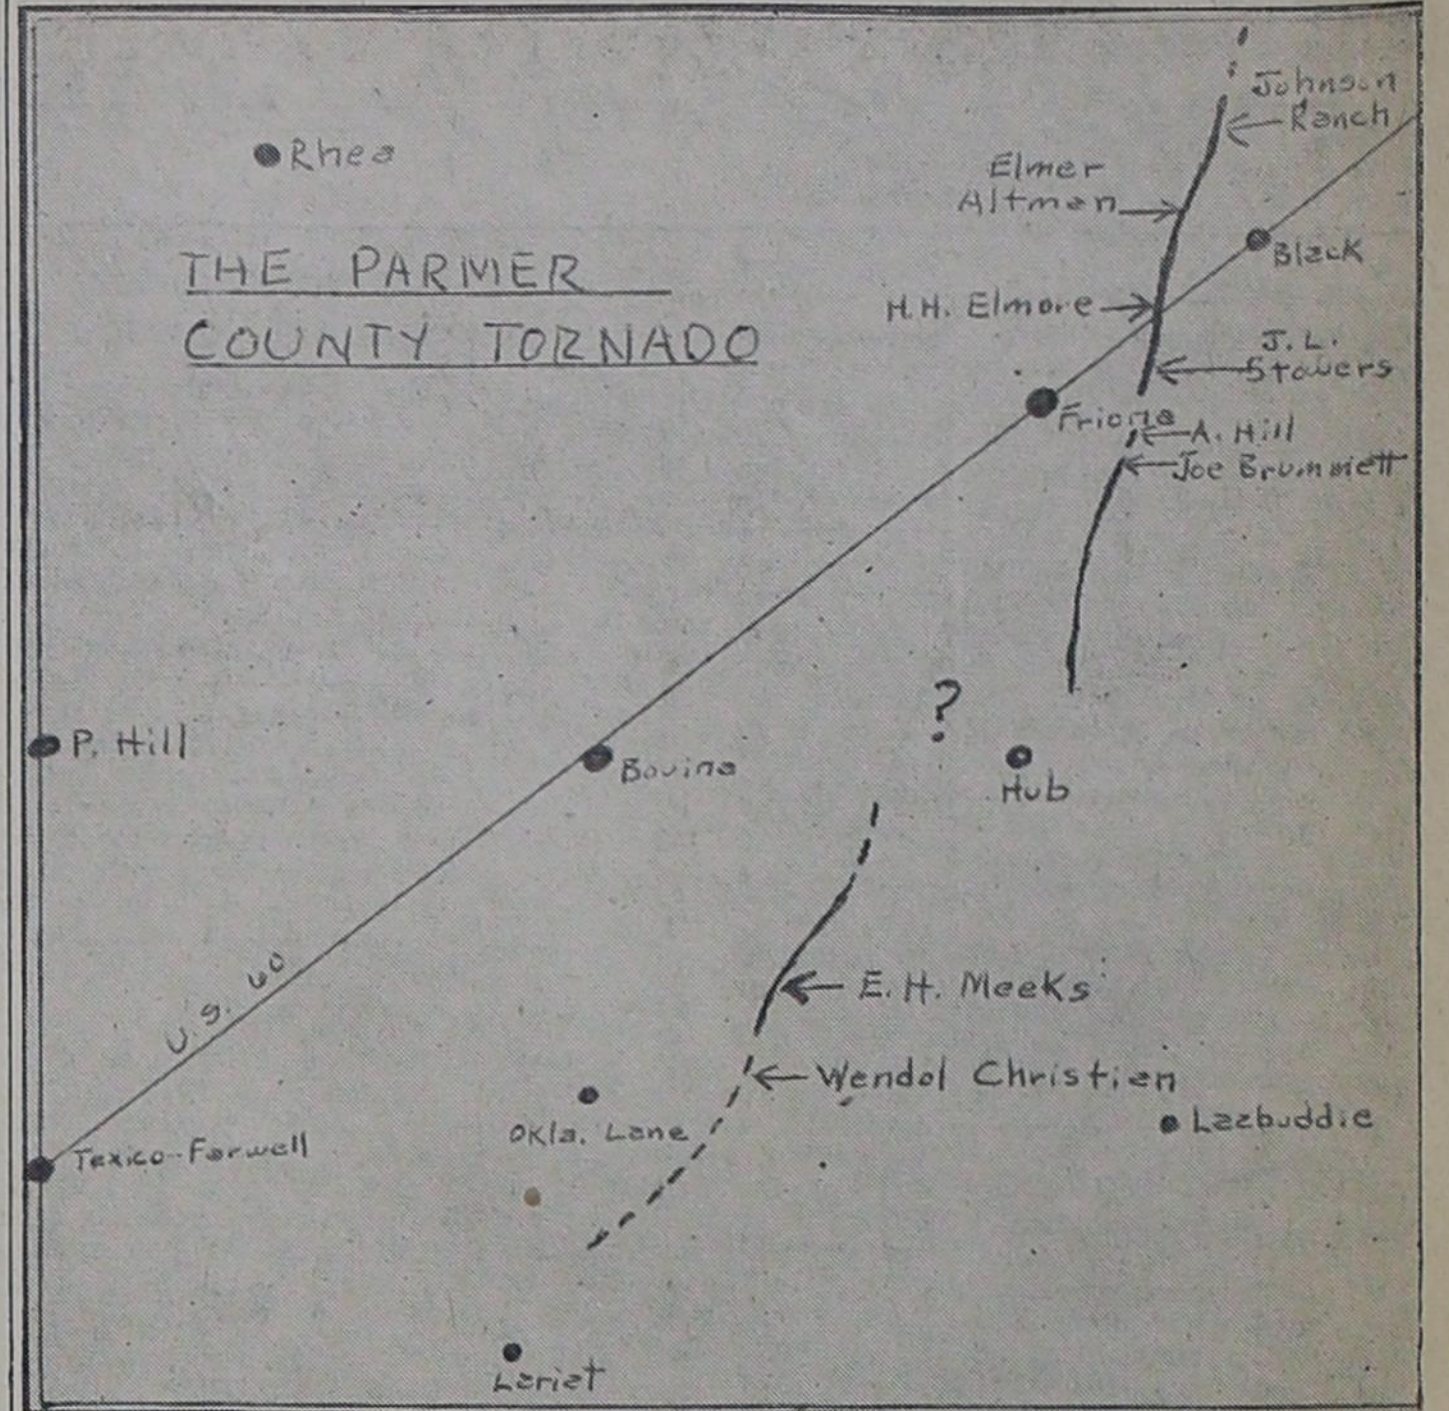 Johnson
Ranch
Rhea
Elmer
Altman
Black
THE PARMER
COUNTY TORNADO
H.H. Elmore
J. L.
Stowers
Friona
A. Hill
Joe Brummett
?
P. Hill
Bovina
Hub
U.S. 60
E. H. Meeks
Wendol Christian
Okla. Lane
Lazbuddie
Texico-Farwell
Lariat